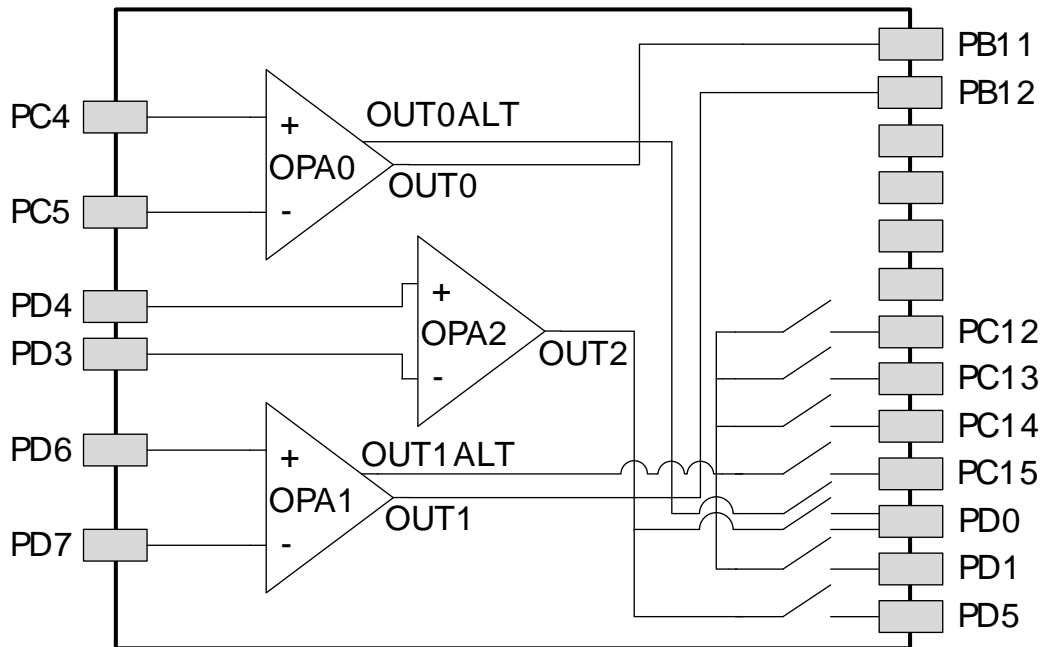 PB11
PC4
PB12
+
OUT0ALT
OPA0
OUT0
PC5
-
PD4
+
OPA2
OUT2
PC12
PD3
-
PC13
PD6
+
OUT1ALT
PC14
OPA1
PC15
OUT1
PD0
PD7
-
PD1
PD5